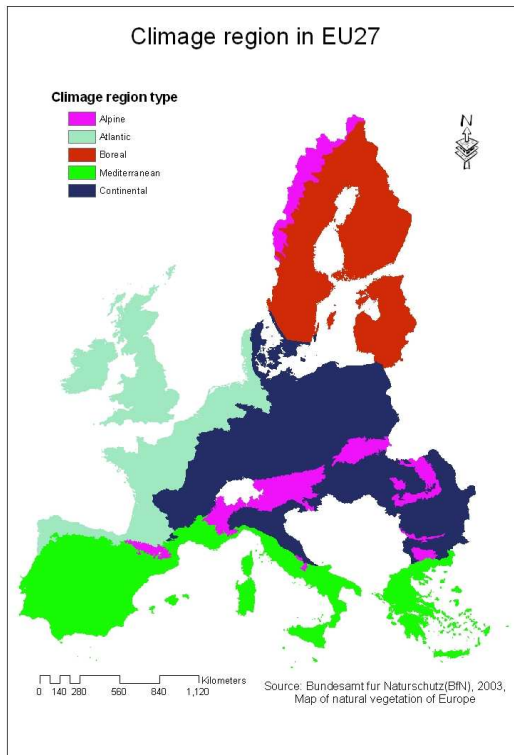 Climage region in EU27
Climage region type
Alpine
Atlantic
Boreal
Mediterranean
Continental
N
Kilometers
0 140 280 560 840 1,120
Source: Bundesamt fur Naturschutz(BfN), 2003,
Map of natural vegetation of Europe